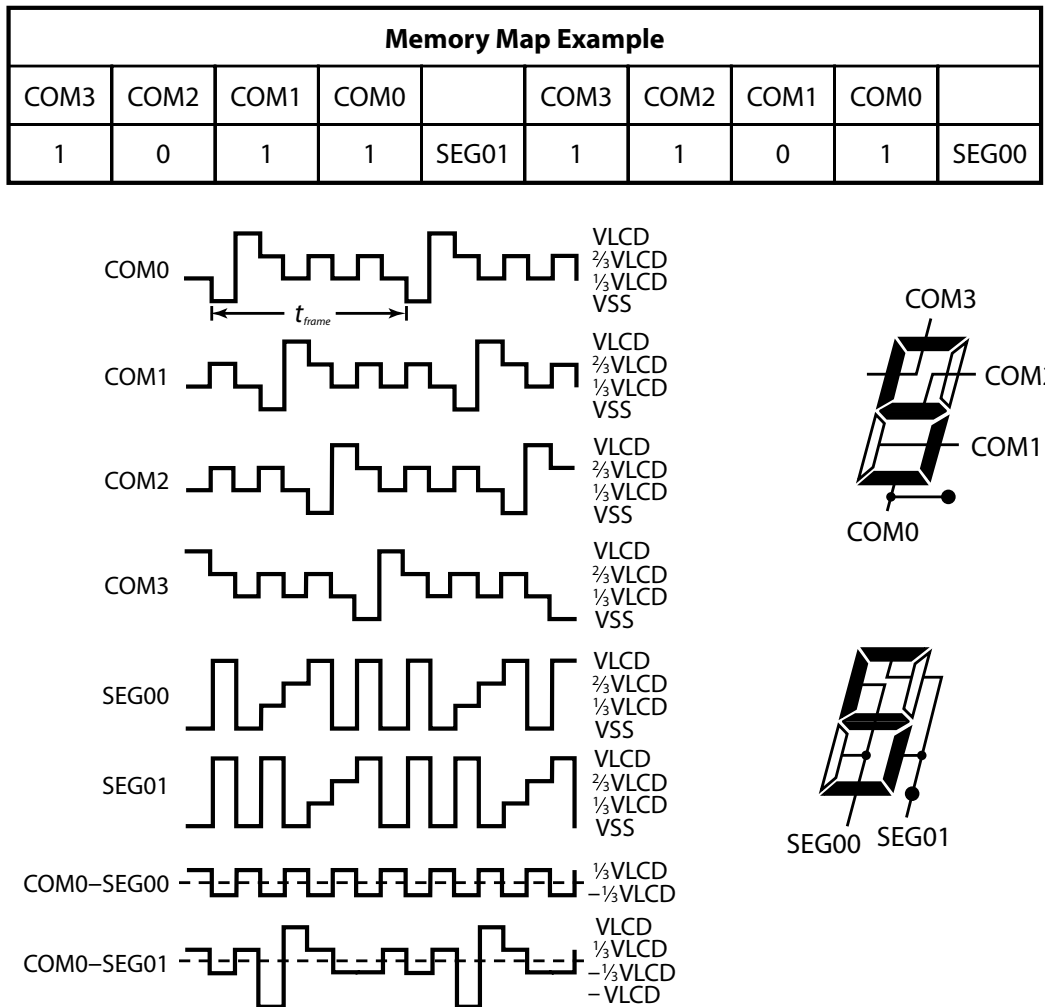 Memory Map Example
COM3 COM2 COM1 COM0 COM3 COM2 COM1 COM0
1 0 1 1 SEG01 1 1 0 1 SEG00
COM0
VLCD
⅔VLCD
⅓VLCD
VSS
t frame
COM1
VLCD
⅔VLCD
⅓VLCD
VSS
COM2
VLCD
⅔VLCD
⅓VLCD
VSS
COM3
VLCD
⅔VLCD
⅓VLCD
VSS
SEG00
VLCD
⅔VLCD
⅓VLCD
VSS
SEG01
VLCD
⅔VLCD
⅓VLCD
VSS
COM0–SEG00
⅓VLCD
–⅓VLCD
COM0–SEG01
VLCD
⅓VLCD
–⅓VLCD
–VLCD
COM3
COM1
COM0
SEG00 SEG01